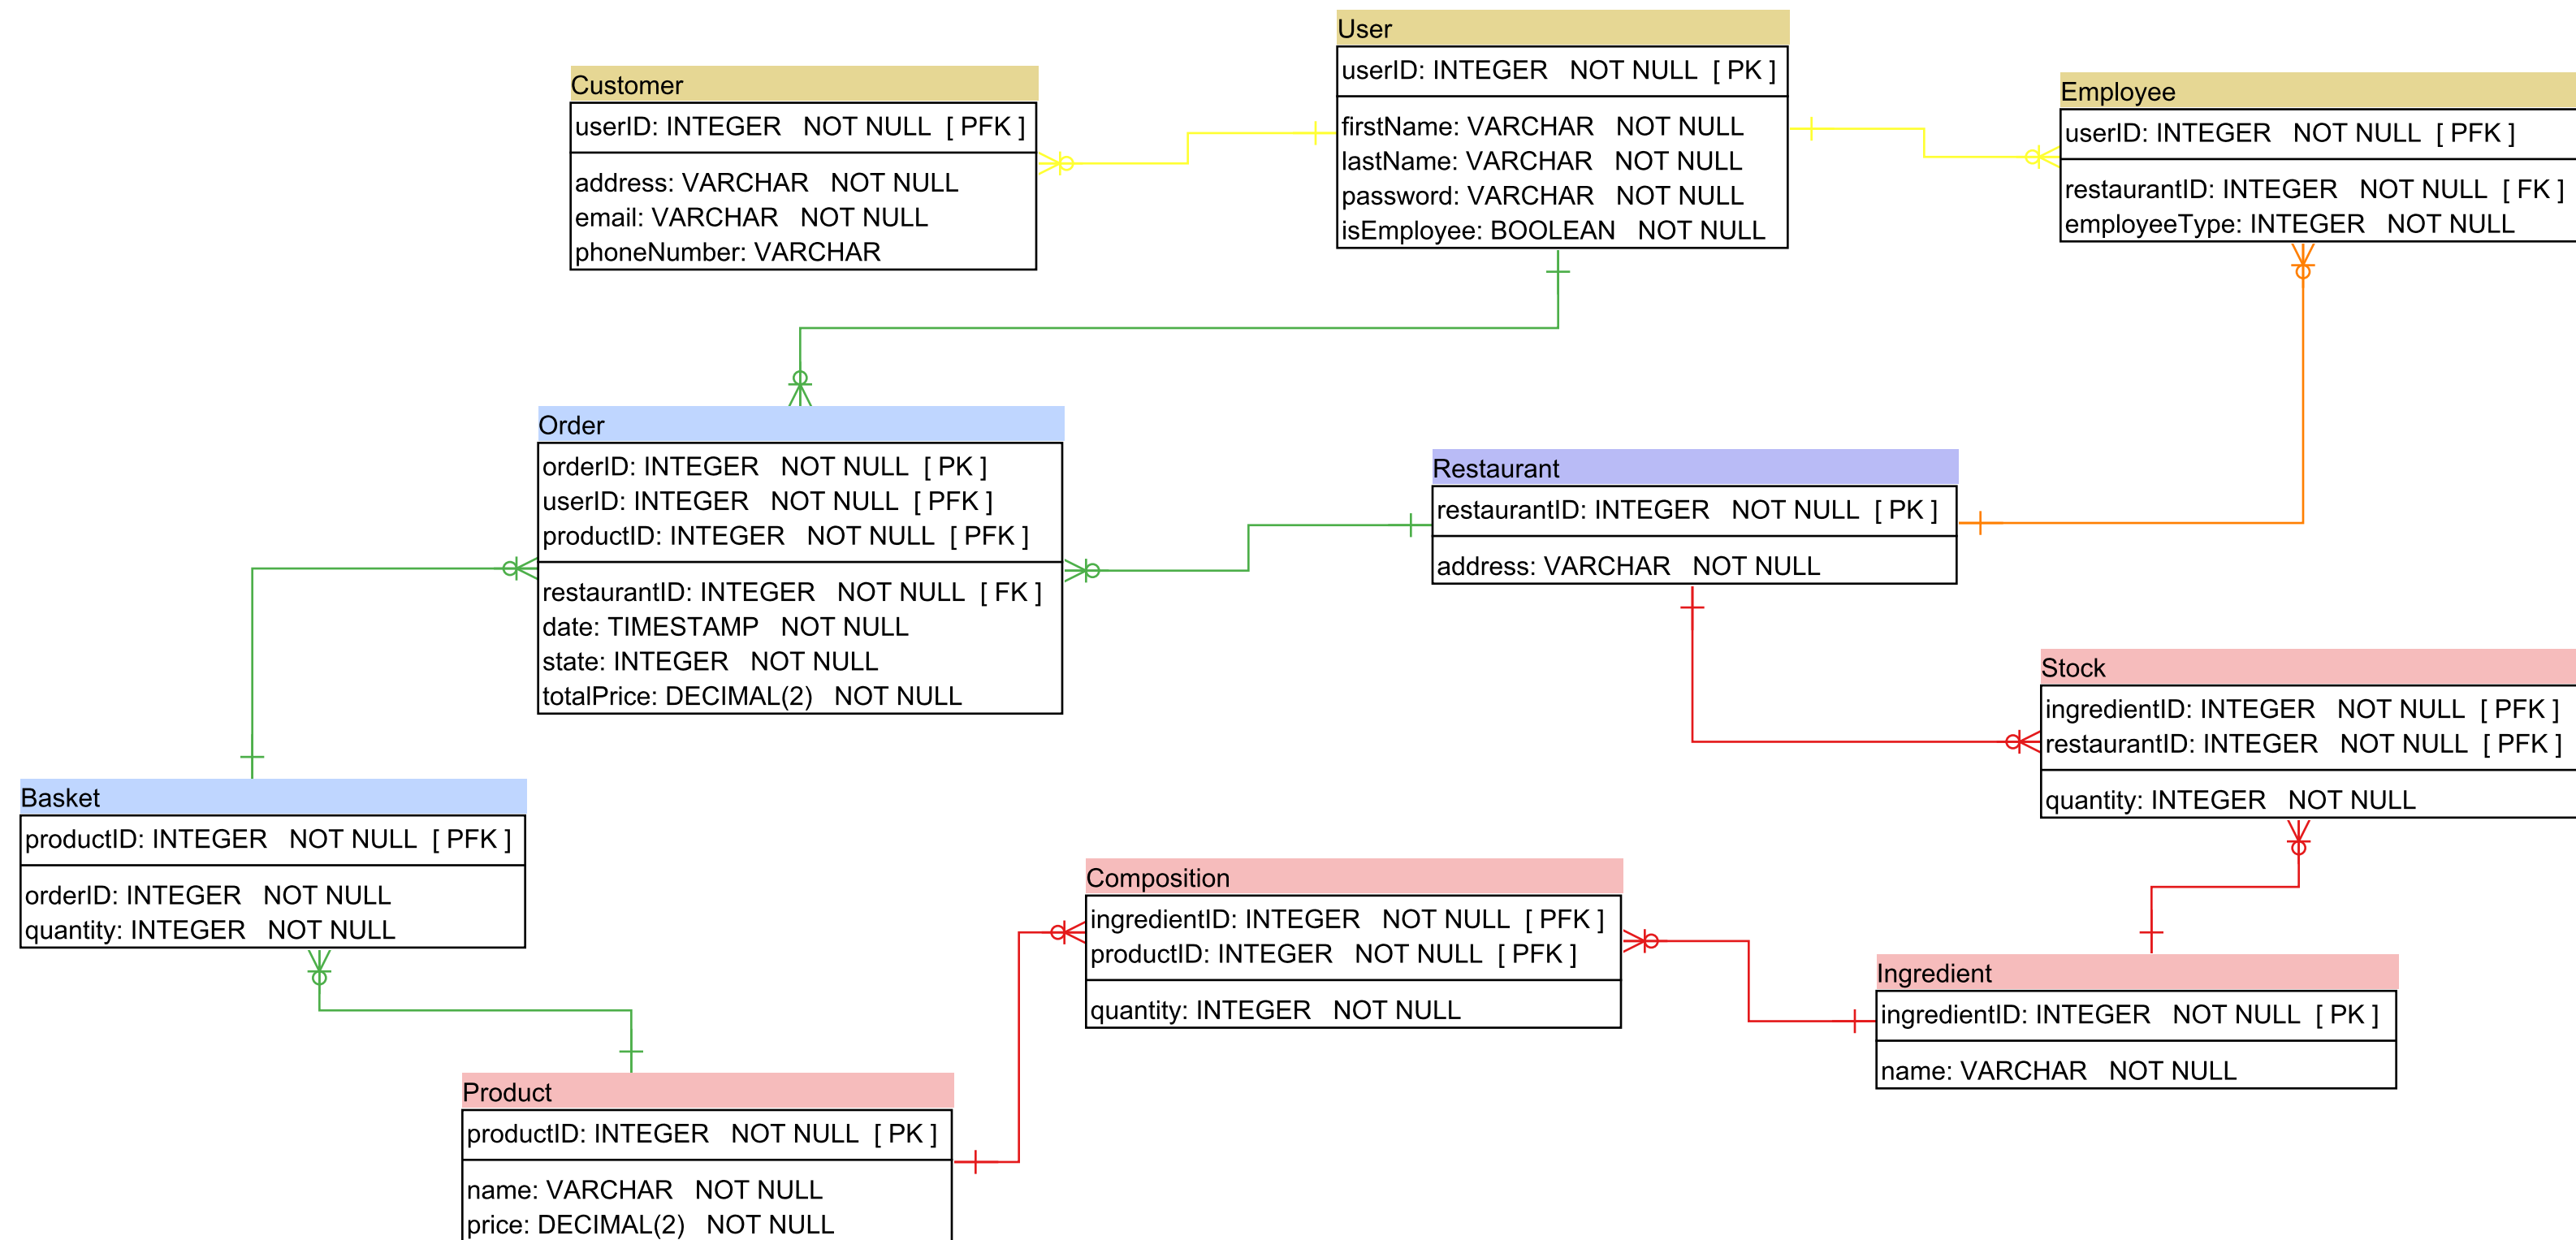 User
userID: INTEGER NOT NULL [ PK ]
firstName: VARCHAR NOT NULL
lastName: VARCHAR NOT NULL
password: VARCHAR NOT NULL
isEmployee: BOOLEAN NOT NULL
Customer
userID: INTEGER NOT NULL [ PFK ]
address: VARCHAR NOT NULL
email: VARCHAR NOT NULL
phoneNumber: VARCHAR
Employee
userID: INTEGER NOT NULL [ PFK ]
restaurantID: INTEGER NOT NULL [ FK ]
employeeType: INTEGER NOT NULL
Order
orderID: INTEGER NOT NULL [ PK ]
userID: INTEGER NOT NULL [ PFK ]
productID: INTEGER NOT NULL [ PFK ]
restaurantID: INTEGER NOT NULL [ FK ]
date: TIMESTAMP NOT NULL
state: INTEGER NOT NULL
totalPrice: DECIMAL(2) NOT NULL
Restaurant
restaurantID: INTEGER NOT NULL [ PK ]
address: VARCHAR NOT NULL
Stock
ingredientID: INTEGER NOT NULL [ PFK ]
restaurantID: INTEGER NOT NULL [ PFK ]
quantity: INTEGER NOT NULL
Basket
productID: INTEGER NOT NULL [ PFK ]
orderID: INTEGER NOT NULL
quantity: INTEGER NOT NULL
Composition
ingredientID: INTEGER NOT NULL [ PFK ]
productID: INTEGER NOT NULL [ PFK ]
quantity: INTEGER NOT NULL
Ingredient
ingredientID: INTEGER NOT NULL [ PK ]
name: VARCHAR NOT NULL
Product
productID: INTEGER NOT NULL [ PK ]
name: VARCHAR NOT NULL
price: DECIMAL(2) NOT NULL